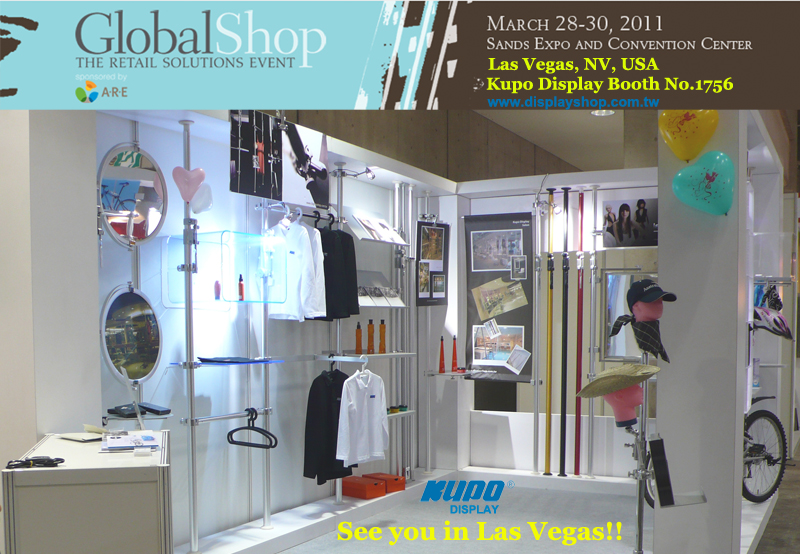 GlobalShop
THE RETAIL SOLUTIONS EVENT
sponsored by
A·R·E
MARCH 28-30, 2011
SANDS EXPO AND CONVENTION CENTER
Las Vegas, NV, USA
Kupo Display Booth No.1756
www.displayshop.com.tw
KUPO®
DISPLAY
See you in Las Vegas!!